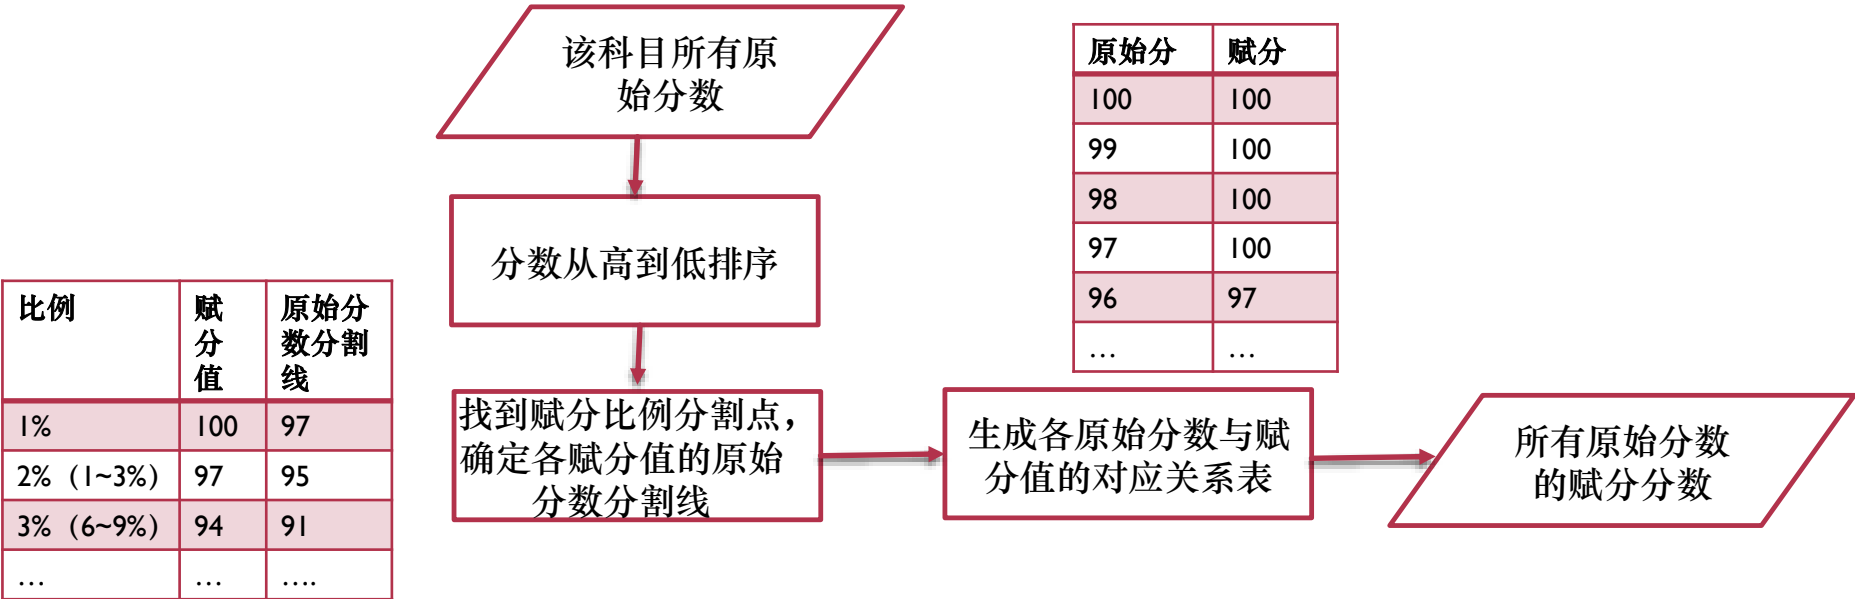 该科目所有原
始分数
分数从高到低排序
找到赋分比例分割点，
确定各赋分值的原始
分数分割线
生成各原始分数与赋
分值的对应关系表
所有原始分数
的赋分分数
原始分 赋分
100 100
99 100
98 100
97 100
96 97
… …
比例 赋分值 原始分数分割线
1% 100 97
2%（1~3%） 97 95
3%（6~9%） 94 91
… … ….